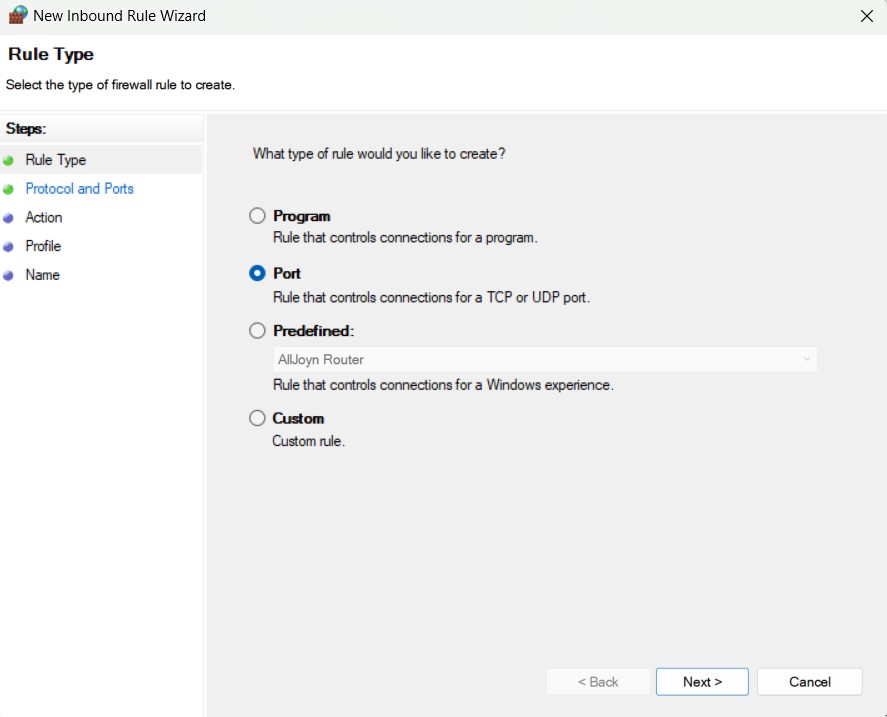 New Inbound Rule Wizard
Rule Type
Select the type of firewall rule to create.
Steps:
Rule Type
Protocol and Ports
Action
Profile
Name
What type of rule would you like to create?
Program
Rule that controls connections for a program.
Port
Rule that controls connections for a TCP or UDP port.
Predefined:
AllJoyn Router
Rule that controls connections for a Windows experience.
Custom
Custom rule.
< Back
Next >
Cancel